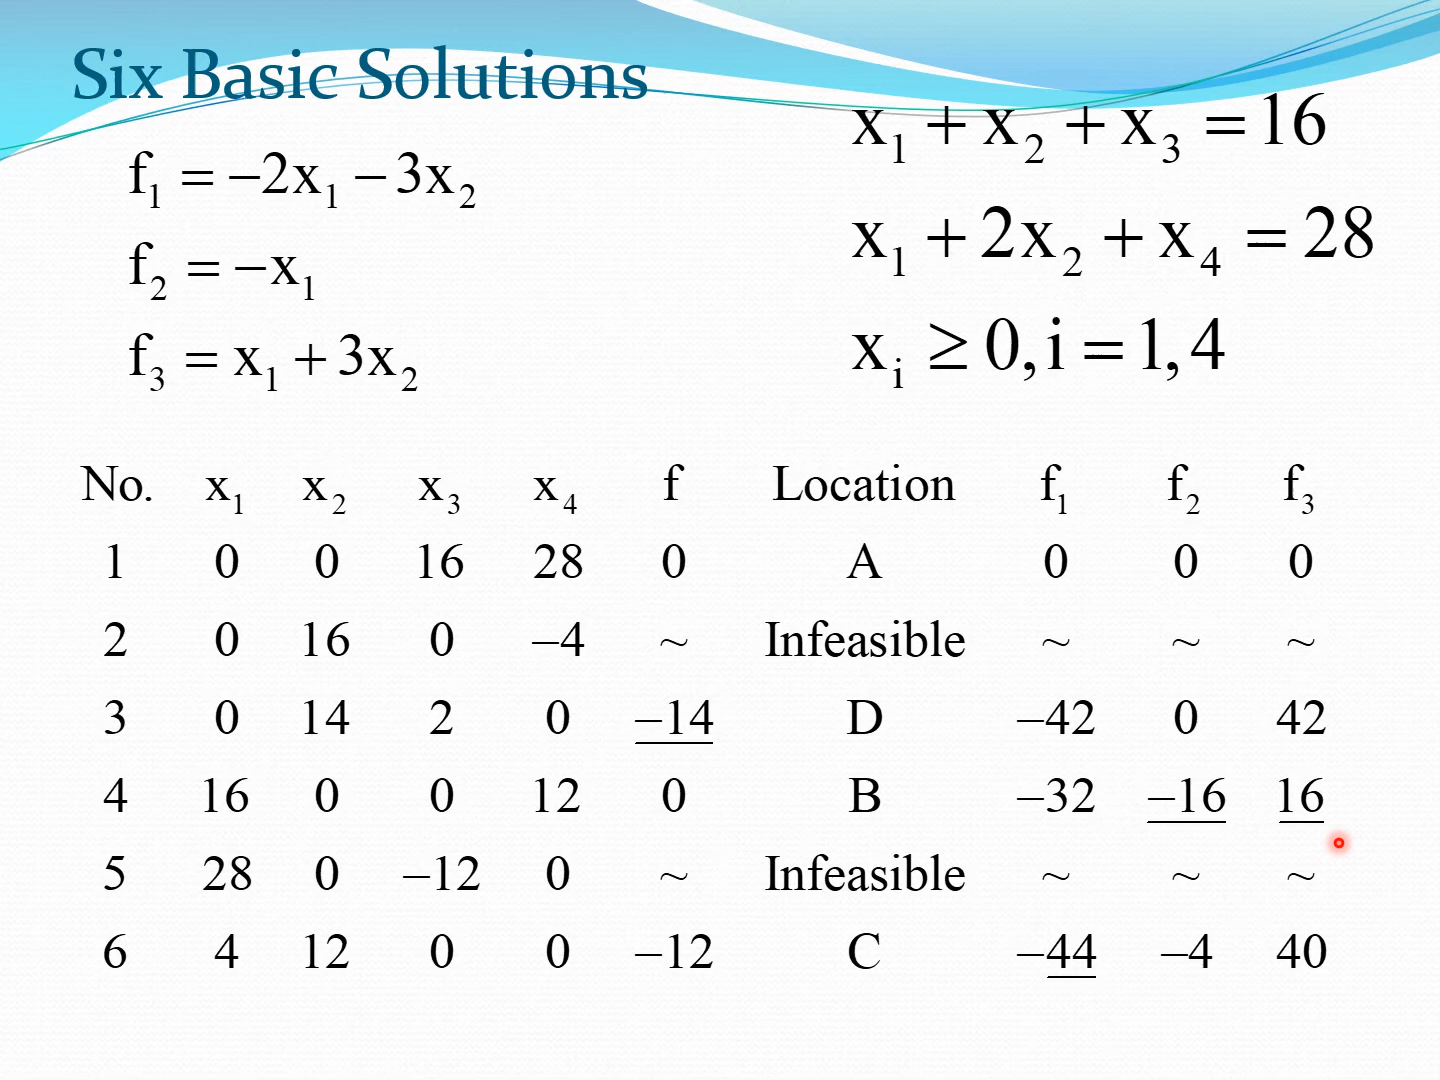 Six Basic Solutions
f₁ = −2x₁ − 3x₂
f₂ = −x₁
f₃ = x₁ + 3x₂
x₁ + x₂ + x₃ = 16
x₁ + 2x₂ + x₄ = 28
xᵢ ≥ 0, i = 1, 4
No. x₁ x₂ x₃ x₄ f Location f₁ f₂ f₃
1 0 0 16 28 0 A 0 0 0
2 0 16 0 −4 ~ Infeasible ~ ~ ~
3 0 14 2 0 −14 D −42 0 42
4 16 0 0 12 0 B −32 −16 16
5 28 0 −12 0 ~ Infeasible ~ ~ ~
6 4 12 0 0 −12 C −44 −4 40